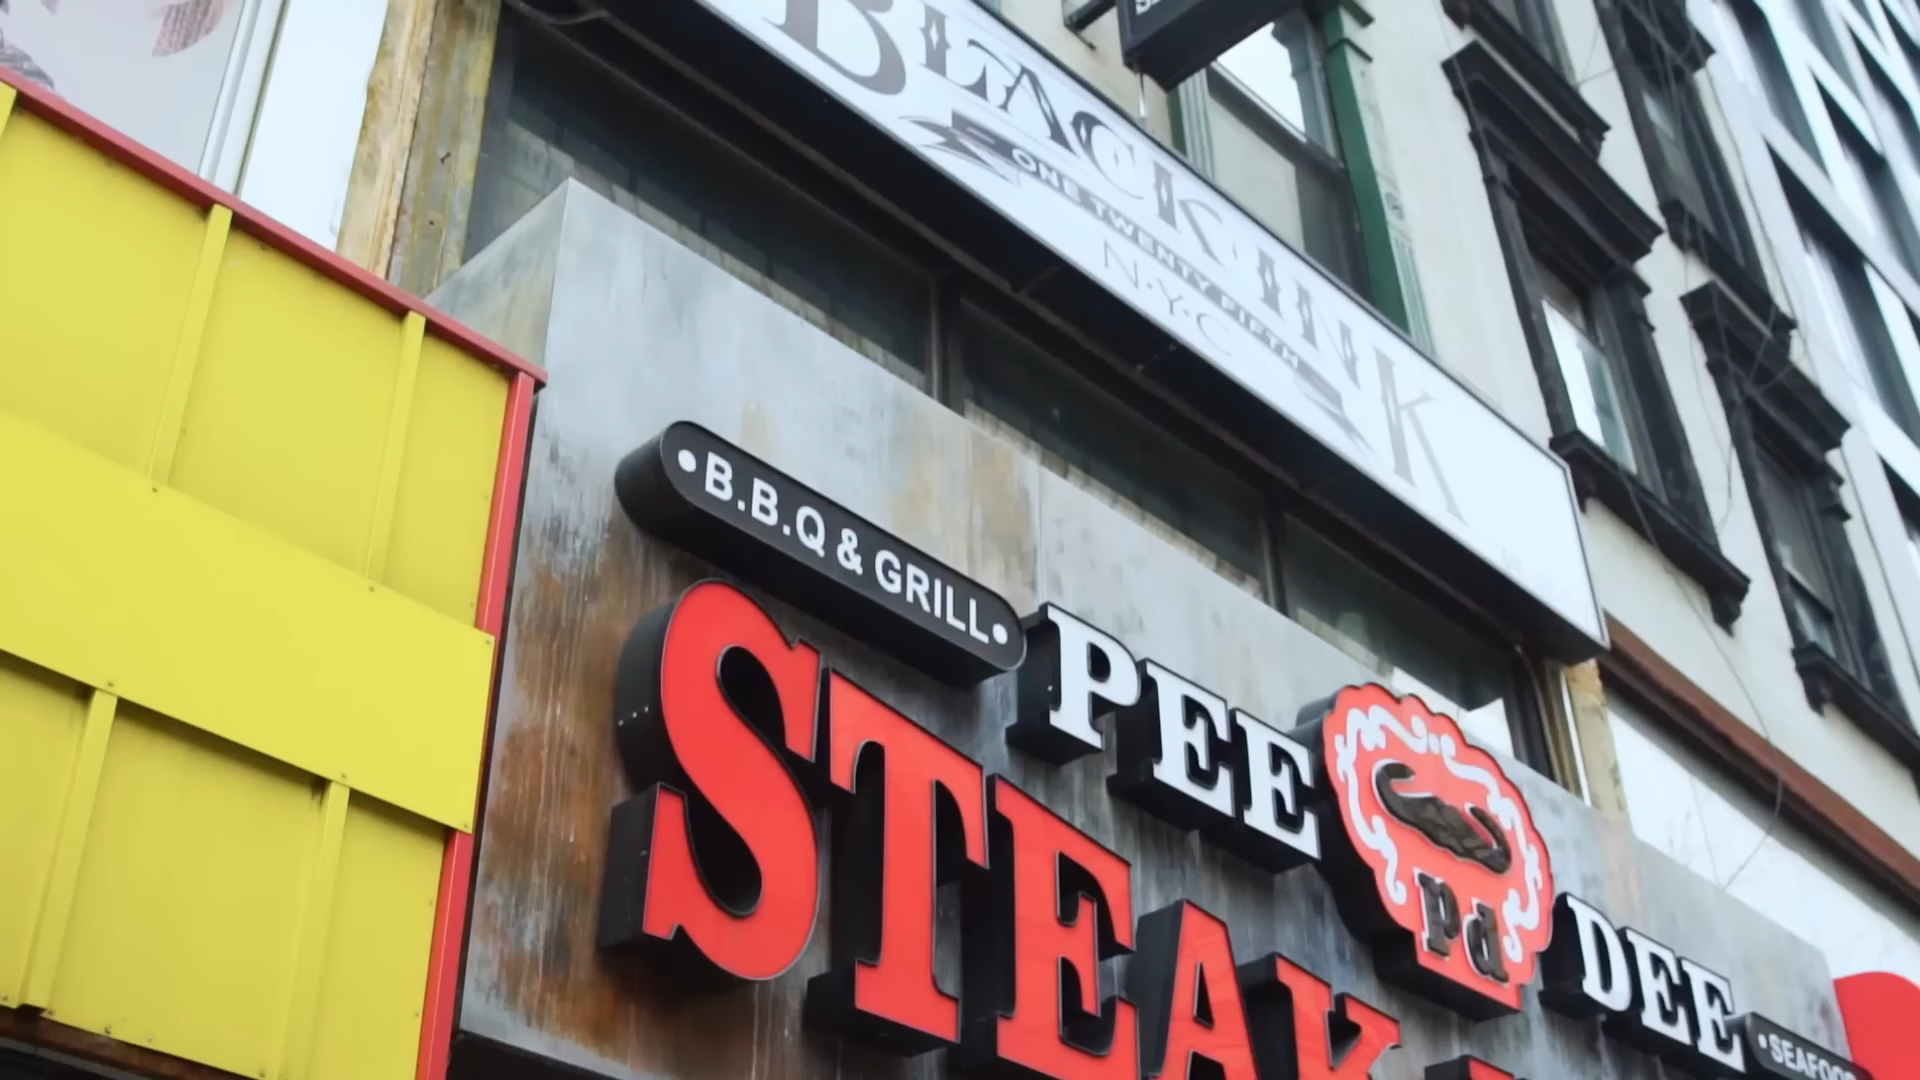 BLACK INK
ONE TWENTY FIFTH
N.Y.C
•B.B.Q & GRILL•
PEE pd DEE
STEAK
•SEAFOOD